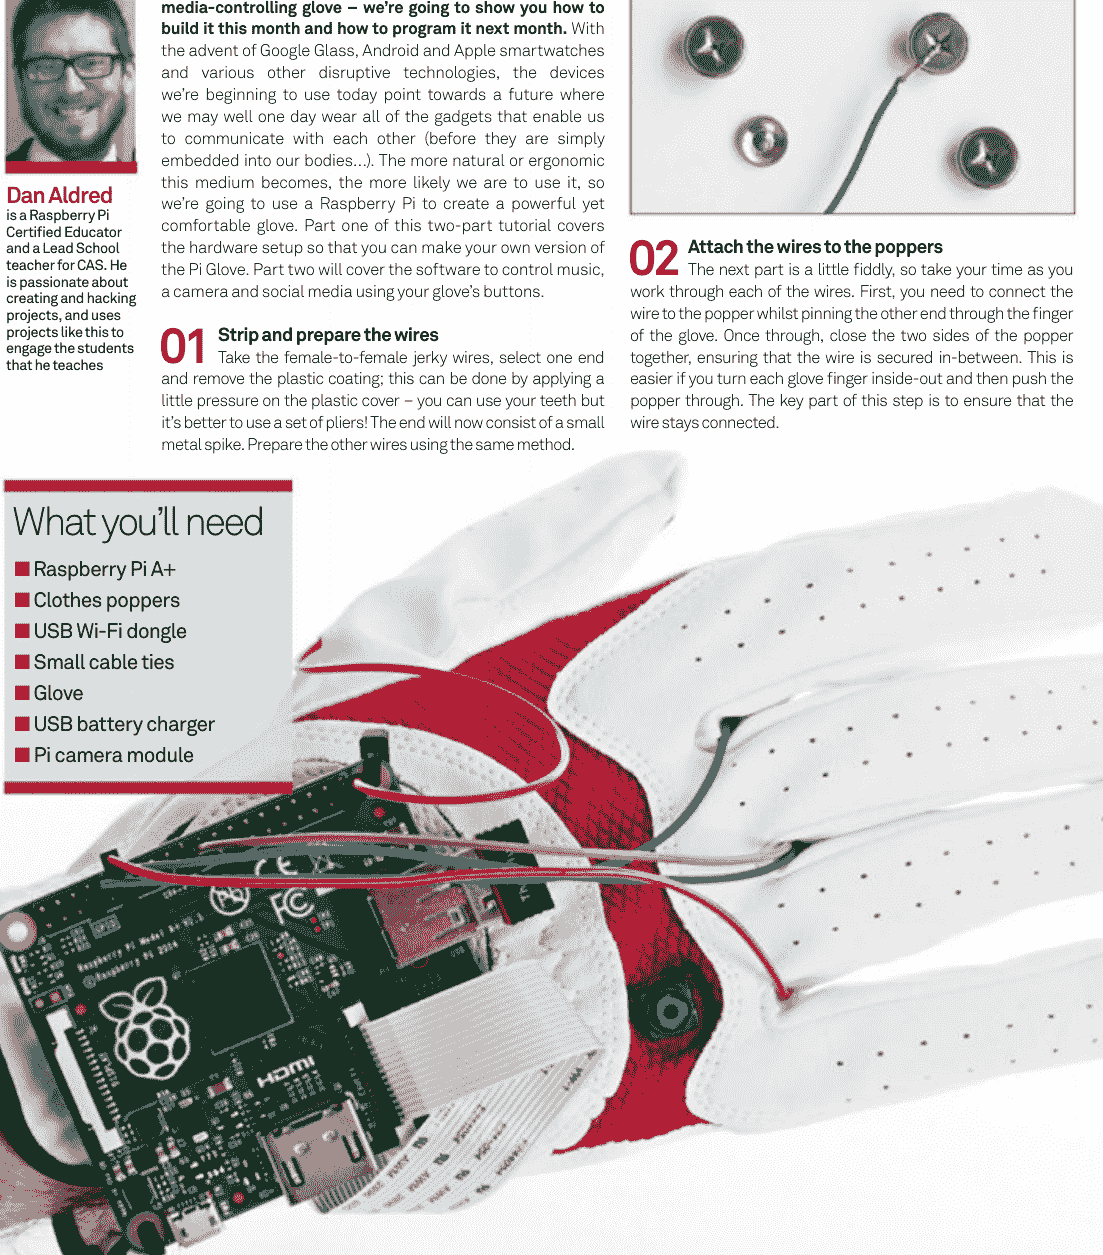 media-controlling glove – we're going to show you how to
build it this month and how to program it next month. With
the advent of Google Glass, Android and Apple smartwatches
and various other disruptive technologies, the devices
we're beginning to use today point towards a future where
we may well one day wear all of the gadgets that enable us
to communicate with each other (before they are simply
embedded into our bodies...). The more natural or ergonomic
this medium becomes, the more likely we are to use it, so
we're going to use a Raspberry Pi to create a powerful yet
comfortable glove. Part one of this two-part tutorial covers
the hardware setup so that you can make your own version of
the Pi Glove. Part two will cover the software to control music,
a camera and social media using your glove's buttons.
Dan Aldred
is a Raspberry Pi
Certified Educator
and a Lead School
teacher for CAS. He
is passionate about
creating and hacking
projects, and uses
projects like this to
engage the students
that he teaches
01 Strip and prepare the wires
Take the female-to-female jerky wires, select one end
and remove the plastic coating; this can be done by applying a
little pressure on the plastic cover – you can use your teeth but
it's better to use a set of pliers! The end will now consist of a small
metal spike. Prepare the other wires using the same method.
02 Attach the wires to the poppers
The next part is a little fiddly, so take your time as you
work through each of the wires. First, you need to connect the
wire to the popper whilst pinning the other end through the finger
of the glove. Once through, close the two sides of the popper
together, ensuring that the wire is secured in-between. This is
easier if you turn each glove finger inside-out and then push the
popper through. The key part of this step is to ensure that the
wire stays connected.
What you'll need
Raspberry Pi A+
Clothes poppers
USB Wi-Fi dongle
Small cable ties
Glove
USB battery charger
Pi camera module
CE
FC
HDMI